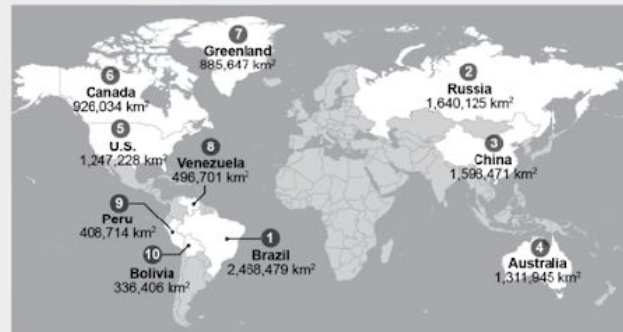 7
Greenland
885,647 km²
6
Canada
926,034 km²
2
Russia
1,640,125 km²
5
U.S.
1,247,228 km²
3
China
1,598,471 km²
8
Venezuela
496,701 km²
9
Peru
408,714 km²
10
Bolivia
336,406 km²
1
Brazil
2,468,479 km²
4
Australia
1,311,945 km²